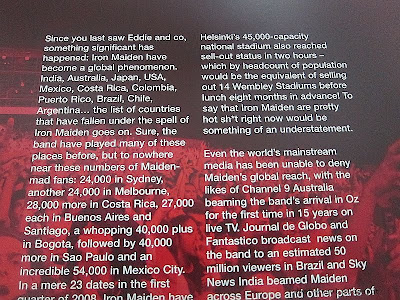 Since you last saw Eddie and co,
something significant has
happened: Iron Maiden have
become a global phenomenon.
India, Australia, Japan, USA,
Mexico, Costa Rica, Colombia,
Puerto Rico, Brazil, Chile,
Argentina... the list of countries
that have fallen under the spell of
Iron Maiden goes on. Sure, the
band have played many of these
places before, but to nowhere
near these numbers of Maiden-
mad fans: 24,000 in Sydney,
another 24,000 in Melbourne,
28,000 more in Costa Rica, 27,000
each in Buenos Aires and
Santiago, a whopping 40,000 plus
in Bogota, followed by 40,000
more in Sao Paulo and an
incredible 54,000 in Mexico City.
In a mere 23 dates in the first
quarter of 2008, Iron Maiden have
Helsinki's 45,000-capacity
national stadium also reached
sell-out status in two hours –
which by headcount of population
would be the equivalent of selling
out 14 Wembley Stadiums before
lunch eight months in advance! To
say that Iron Maiden are pretty
hot sh*t right now would be
something of an understatement.
Even the world's mainstream
media has been unable to deny
Maiden's global reach, with the
likes of Channel 9 Australia
beaming the band's arrival in Oz
for the first time in 15 years on
live TV. Journal de Globo and
Fantastico broadcast news on
the band to an estimated 50
million viewers in Brazil and Sky
News India beamed Maiden
across Europe and other parts of